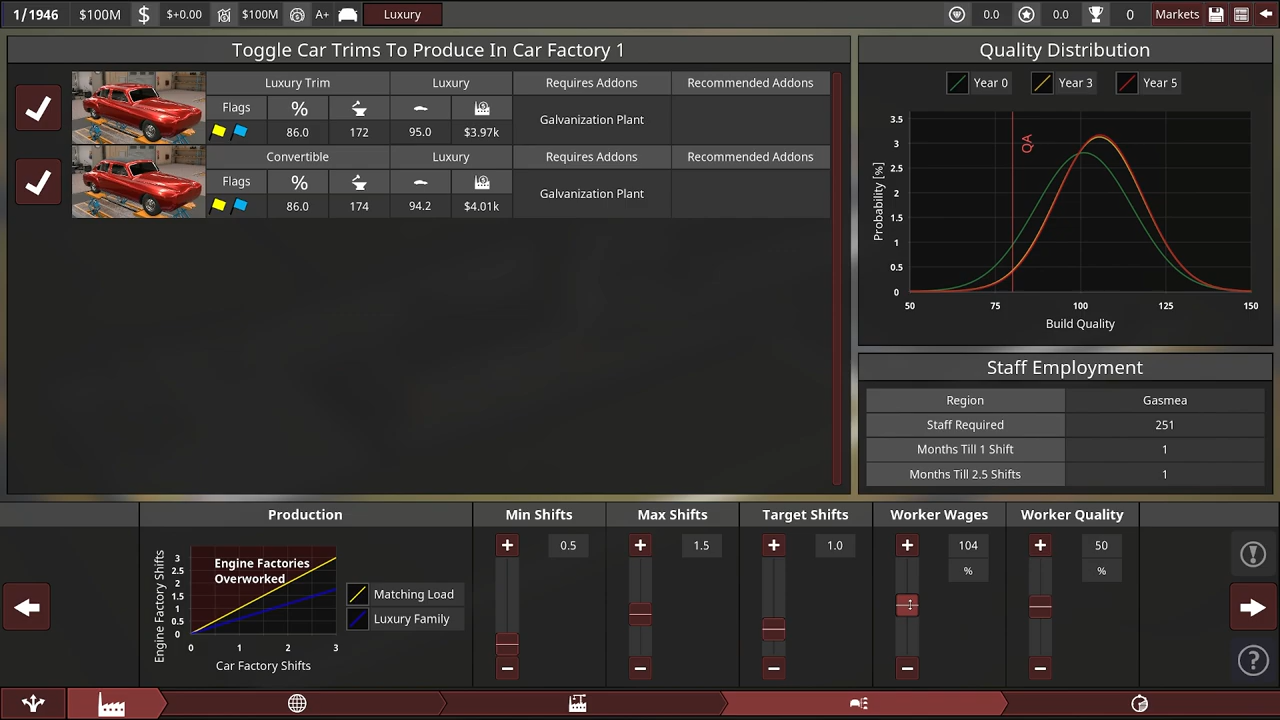 1/1946 $100M $ $+0.00 $100M A+ Luxury 0.0 0.0 0 Markets
Toggle Car Trims To Produce In Car Factory 1
Luxury Trim Luxury Requires Addons Recommended Addons
Flags %
86.0 172 95.0 $3.97k
Galvanization Plant
Convertible Luxury Requires Addons Recommended Addons
Flags %
86.0 174 94.2 $4.01k
Galvanization Plant
Quality Distribution
Year 0 Year 3 Year 5
Probability [%]
3.5
3
2.5
2
1.5
1
0.5
0
QA
50 75 100 125 150
Build Quality
Staff Employment
Region Gasmea
Staff Required 251
Months Till 1 Shift 1
Months Till 2.5 Shifts 1
Production
Engine Factory Shifts
3
2.5
2
1.5
1
0.5
0
Engine Factories
Overworked
0 1 2 3
Car Factory Shifts
Matching Load
Luxury Family
Min Shifts
+ 0.5
−
Max Shifts
+ 1.5
−
Target Shifts
+ 1.0
−
Worker Wages
+ 104
%
−
Worker Quality
+ 50
%
−
!
?